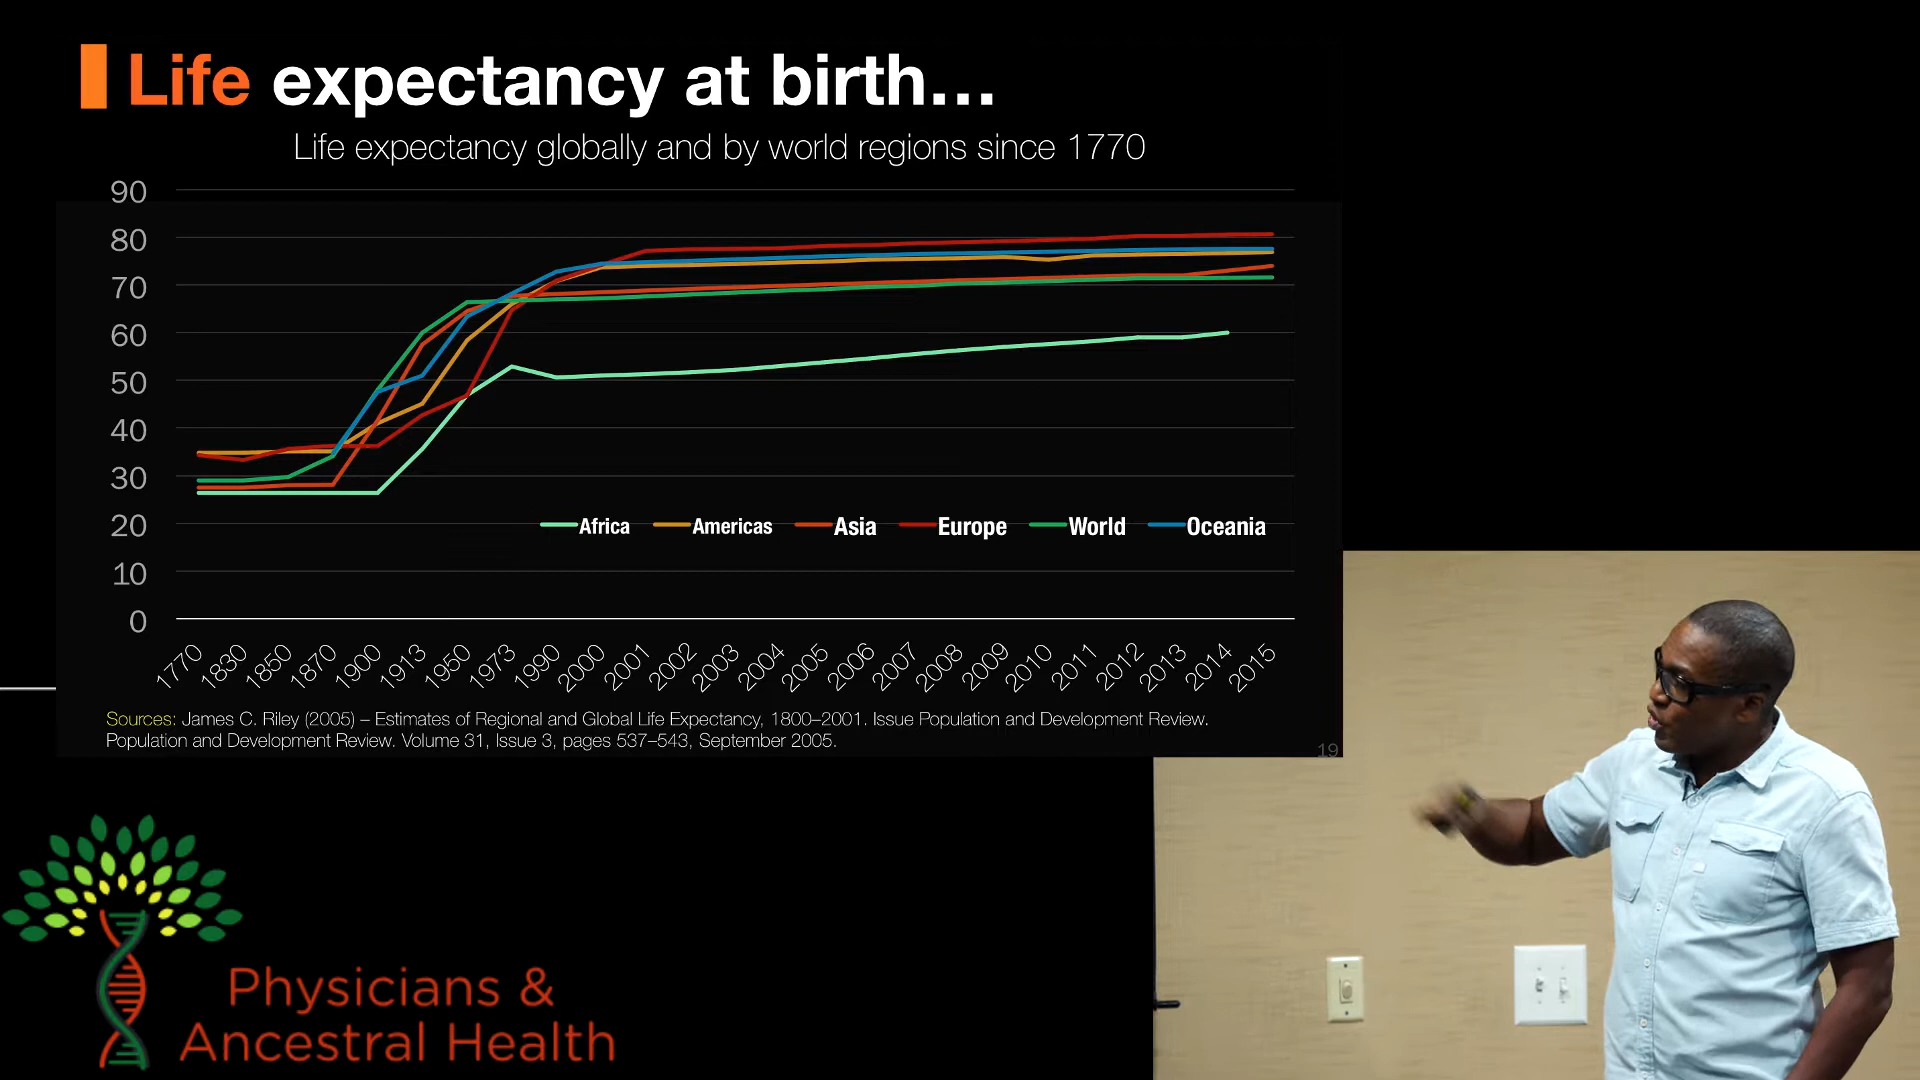 Life expectancy at birth...
Life expectancy globally and by world regions since 1770
90
80
70
60
50
40
30
20
10
0
Africa Americas Asia Europe World Oceania
1770 1830 1850 1870 1900 1913 1950 1973 1990 2000 2001 2002 2003 2004 2005 2006 2007 2008 2009 2010 2011 2012 2013 2014 2015
Sources: James C. Riley (2005) – Estimates of Regional and Global Life Expectancy, 1800–2001. Issue Population and Development Review.
Population and Development Review. Volume 31, Issue 3, pages 537–543, September 2005.
19
Physicians &
Ancestral Health